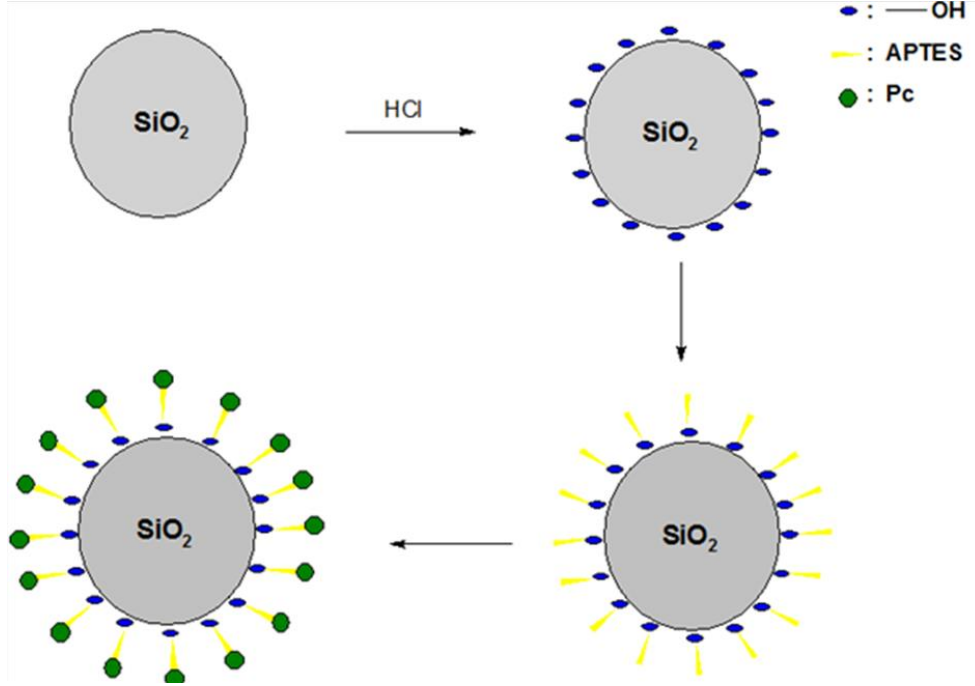 : —OH
: APTES
: Pc
SiO₂
HCl
SiO₂
SiO₂
SiO₂